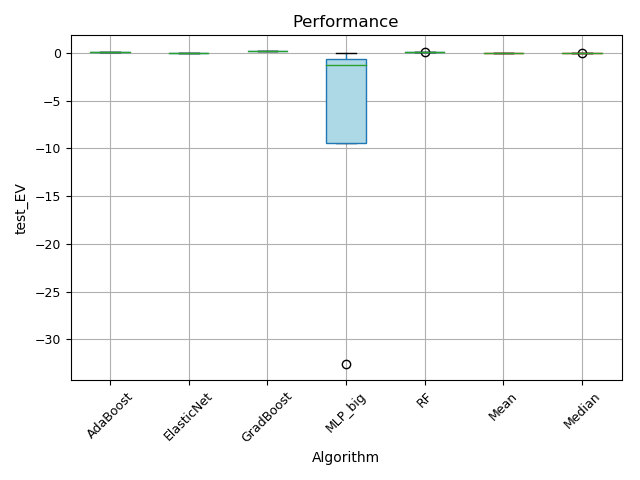 Performance
test_EV
0
−5
−10
−15
−20
−25
−30
AdaBoost
ElasticNet
GradBoost
MLP_big
RF
Mean
Median
Algorithm